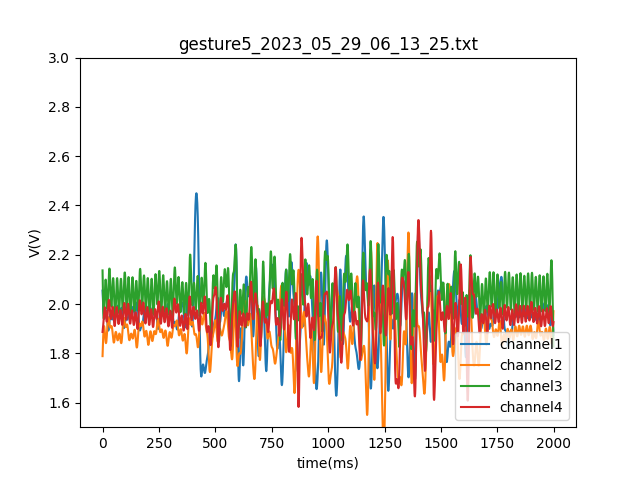 gesture5_2023_05_29_06_13_25.txt
3.0
2.8
2.6
2.4
2.2
2.0
1.8
1.6
V(V)
0 250 500 750 1000 1250 1500 1750 2000
time(ms)
channel1
channel2
channel3
channel4